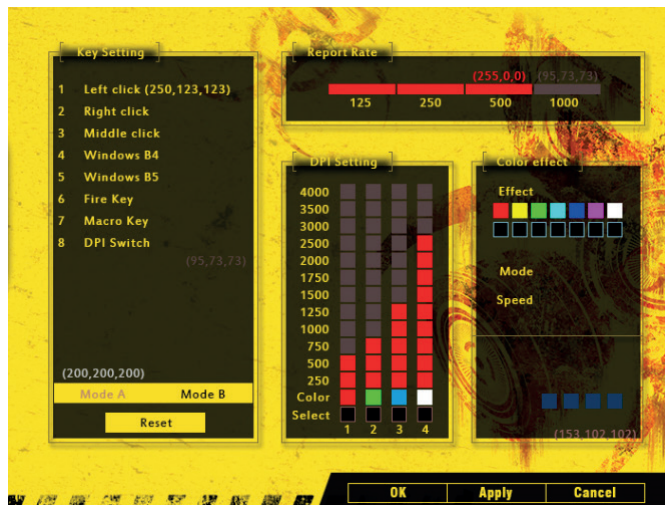 Key Setting
1 Left click (250,123,123)
2 Right click
3 Middle click
4 Windows B4
5 Windows B5
6 Fire Key
7 Macro Key
8 DPI Switch
(95,73,73)
(200,200,200)
Mode A Mode B
Reset
Report Rate
(255,0,0) (95,73,73)
125 250 500 1000
DPI Setting
4000
3500
3000
2500
2000
1750
1500
1250
1000
750
500
250
Color
Select
1 2 3 4
Color effect
Effect
Mode
Speed
(153,102,102)
OK Apply Cancel